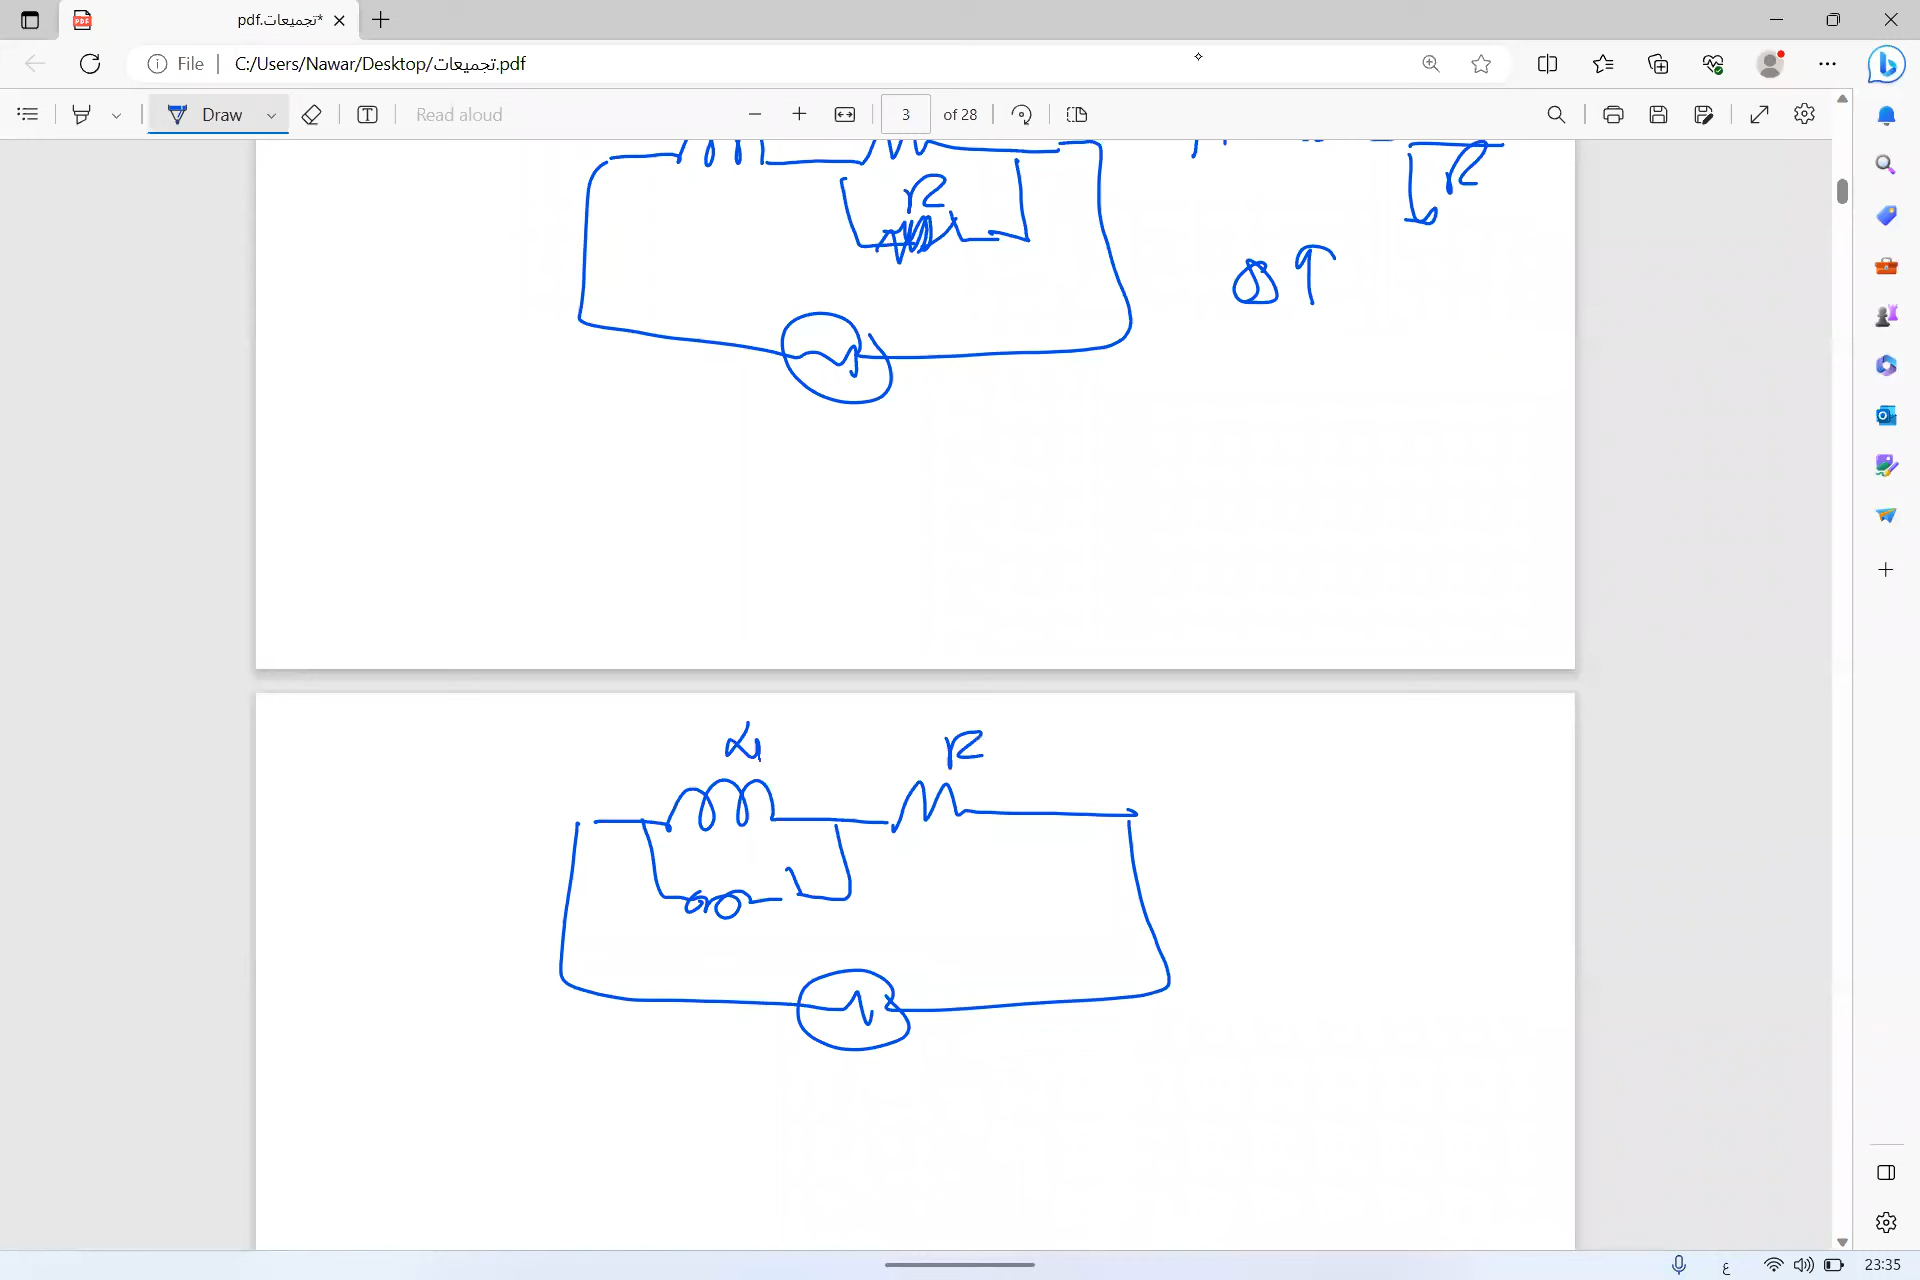 تجميعات.pdf*
File
C:/Users/Nawar/Desktop/تجميعات.pdf
Draw
Read aloud
3 of 28
R
R
θ↑
R
ع
23:35